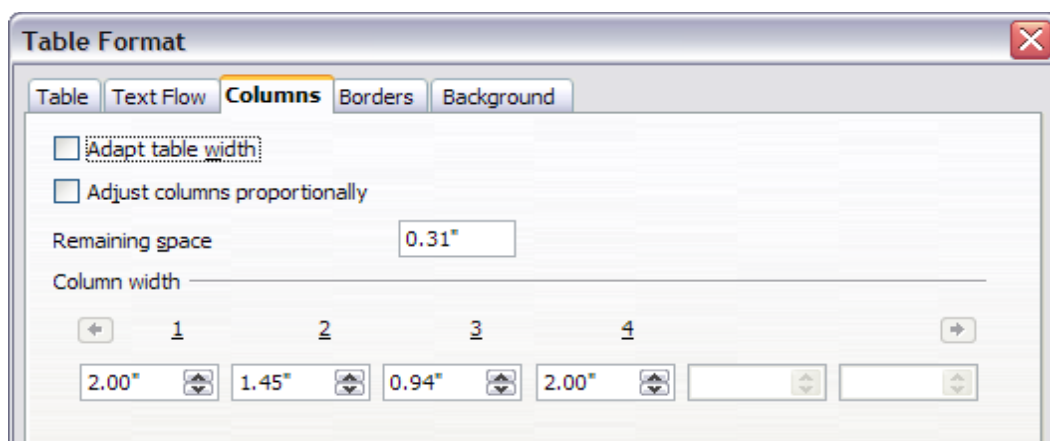 Table Format
Table Text Flow Columns Borders Background
Adapt table width
Adjust columns proportionally
Remaining space 0.31"
Column width
1 2 3 4
2.00" 1.45" 0.94" 2.00"